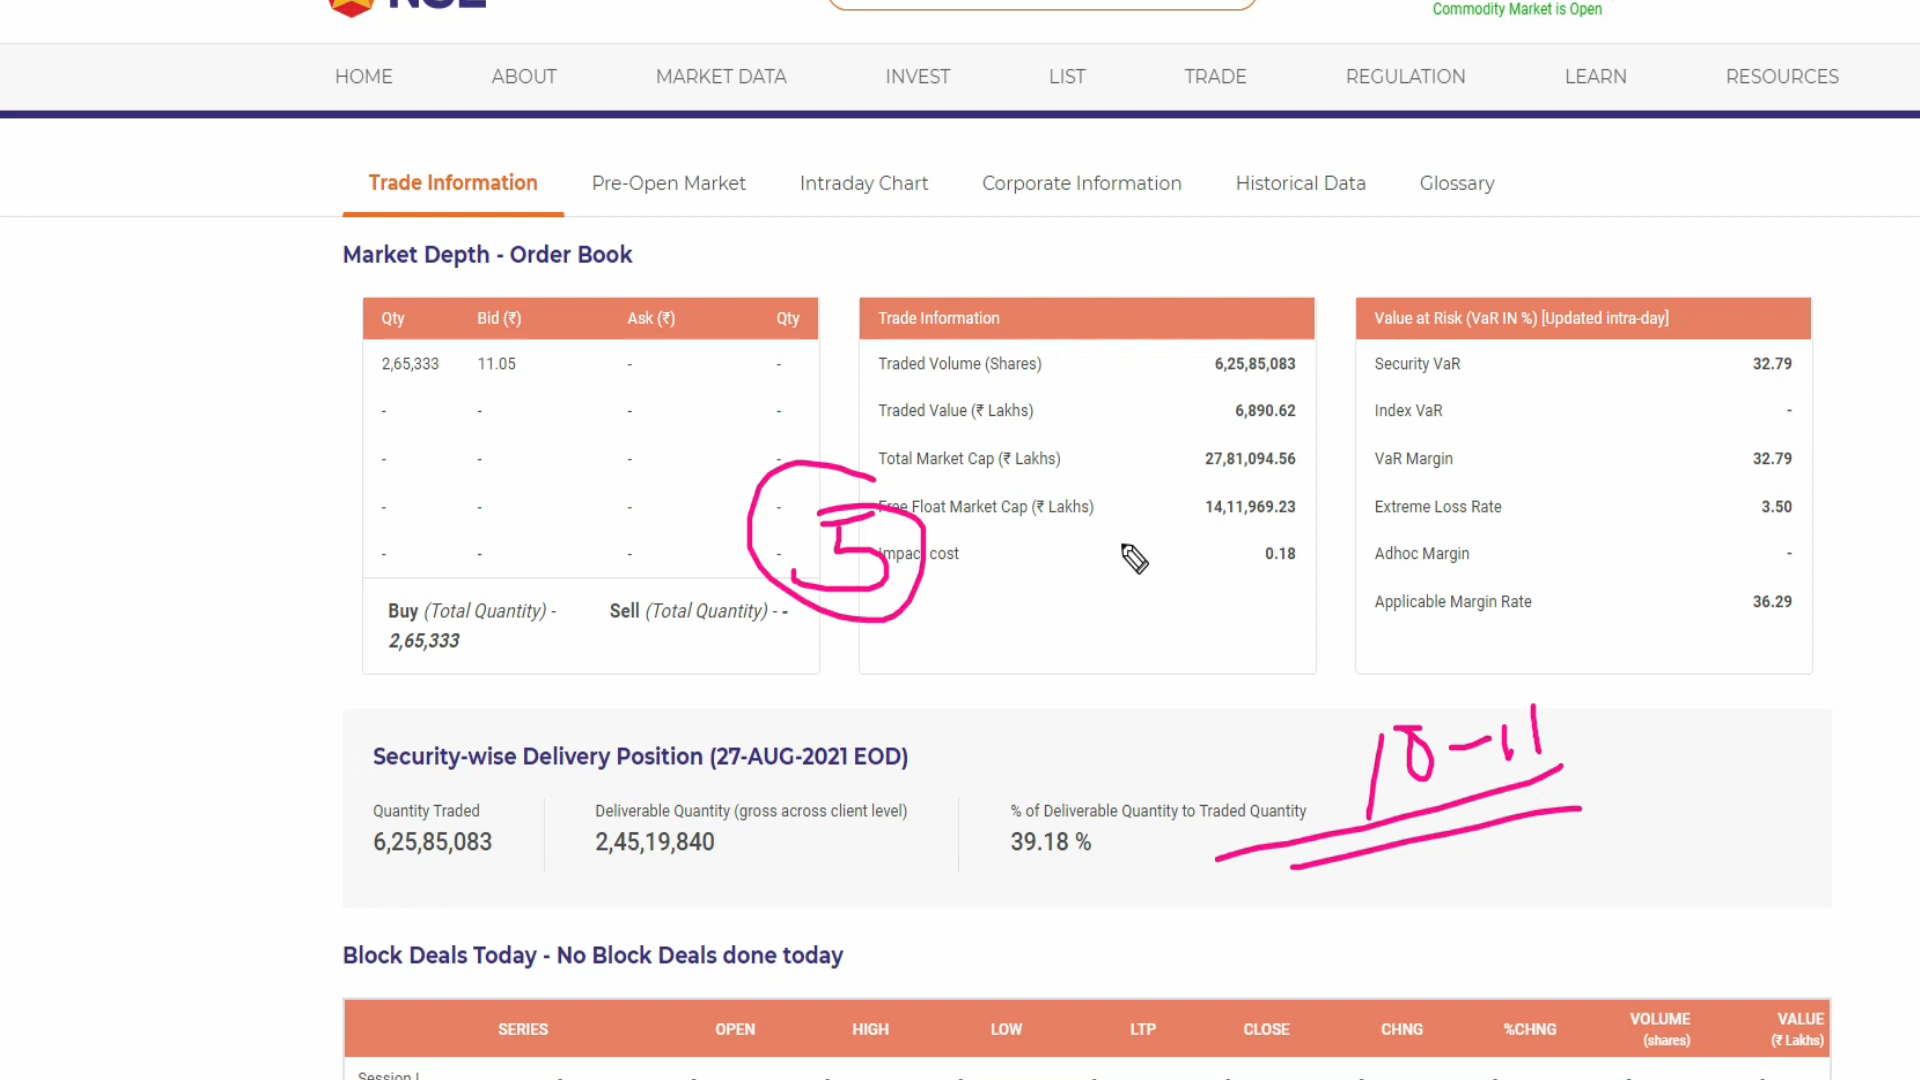 NSE
Commodity Market is Open
HOME ABOUT MARKET DATA INVEST LIST TRADE REGULATION LEARN RESOURCES
Trade Information Pre-Open Market Intraday Chart Corporate Information Historical Data Glossary
Market Depth - Order Book
Qty Bid (₹) Ask (₹) Qty
2,65,333 11.05 - -
- - - -
- - - -
- - - -
- - - -
Buy (Total Quantity) - Sell (Total Quantity) - -
2,65,333
Trade Information
Traded Volume (Shares) 6,25,85,083
Traded Value (₹ Lakhs) 6,890.62
Total Market Cap (₹ Lakhs) 27,81,094.56
Free Float Market Cap (₹ Lakhs) 14,11,969.23
Impact cost 0.18
5
Value at Risk (VaR IN %) [Updated intra-day]
Security VaR 32.79
Index VaR -
VaR Margin 32.79
Extreme Loss Rate 3.50
Adhoc Margin -
Applicable Margin Rate 36.29
10-11
Security-wise Delivery Position (27-AUG-2021 EOD)
Quantity Traded Deliverable Quantity (gross across client level) % of Deliverable Quantity to Traded Quantity
6,25,85,083 2,45,19,840 39.18 %
Block Deals Today - No Block Deals done today
SERIES OPEN HIGH LOW LTP CLOSE CHNG %CHNG VOLUME (shares) VALUE (₹ Lakhs)
Session I